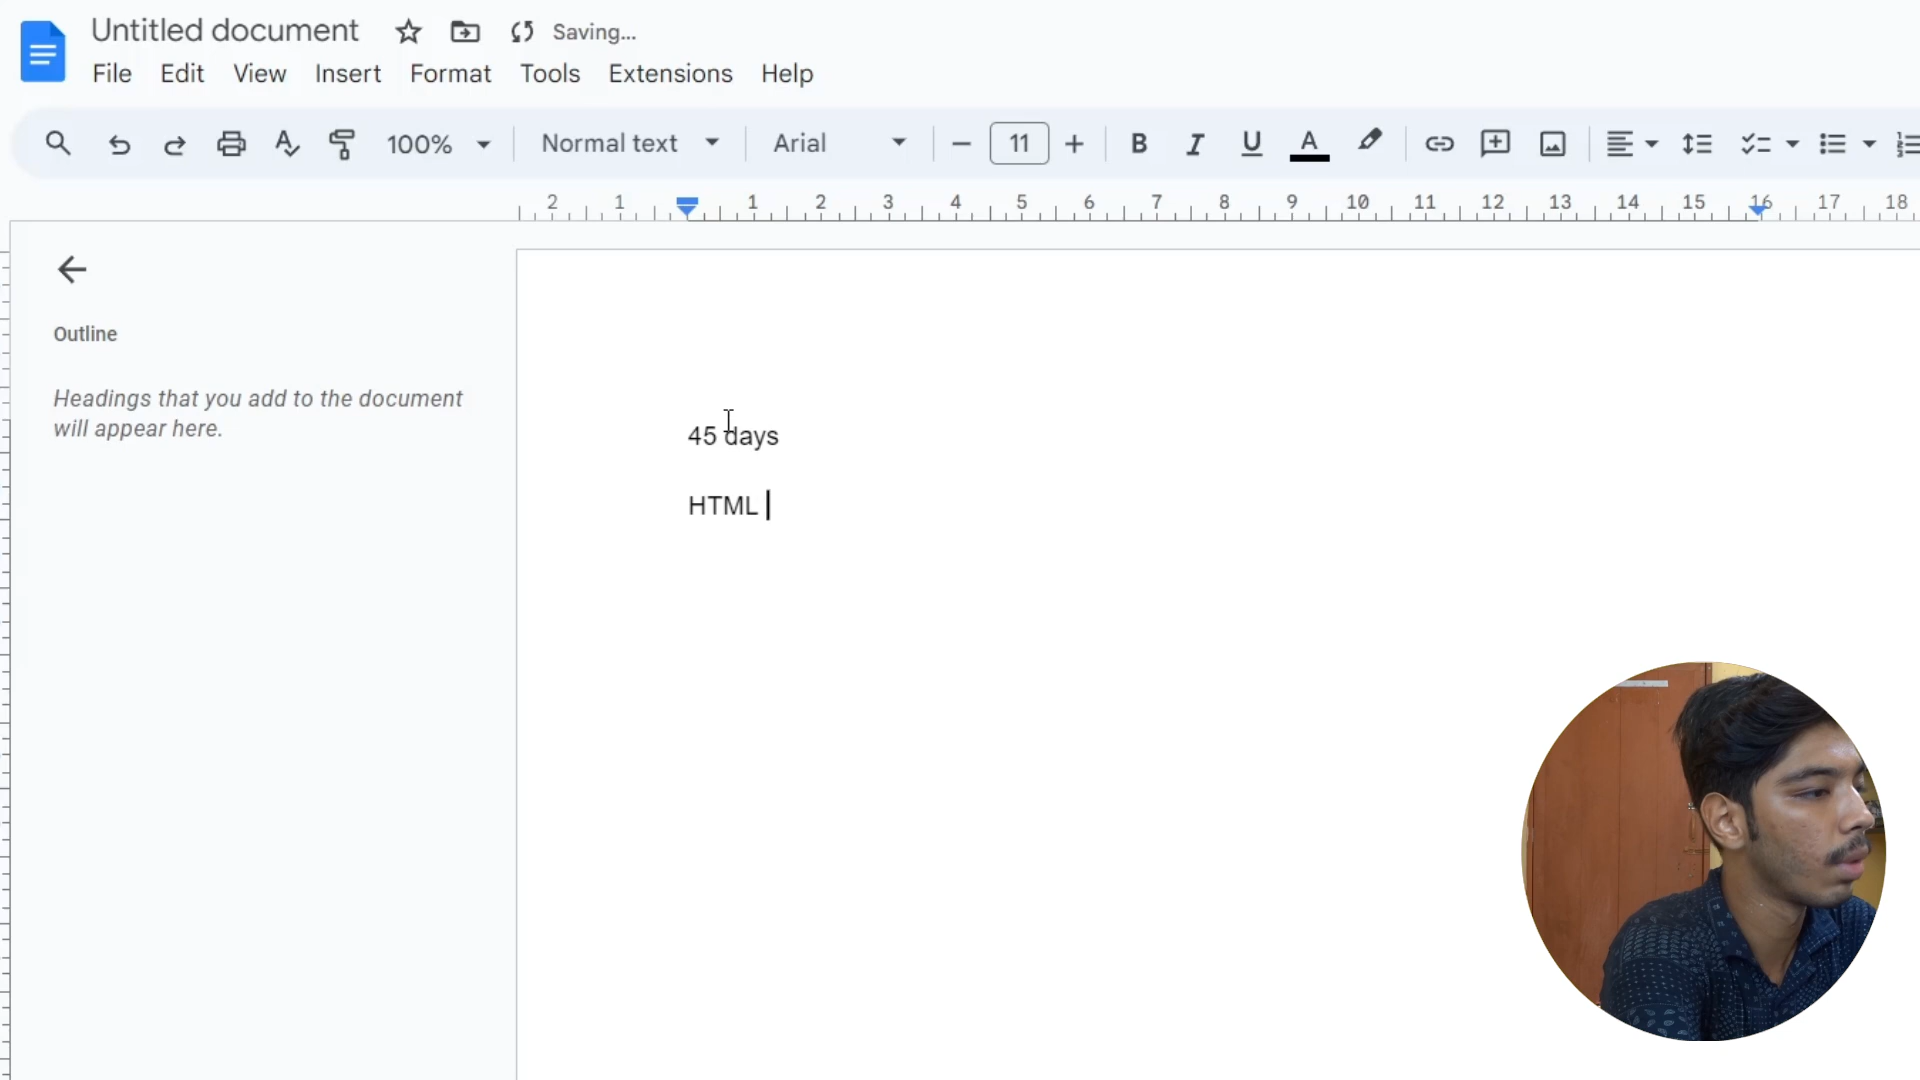 Untitled document Saving...
File Edit View Insert Format Tools Extensions Help
100% Normal text Arial 11 B I U A
2 1 1 2 3 4 5 6 7 8 9 10 11 12 13 14 15 16 17 18
Outline
Headings that you add to the document
will appear here.
45 days
HTML